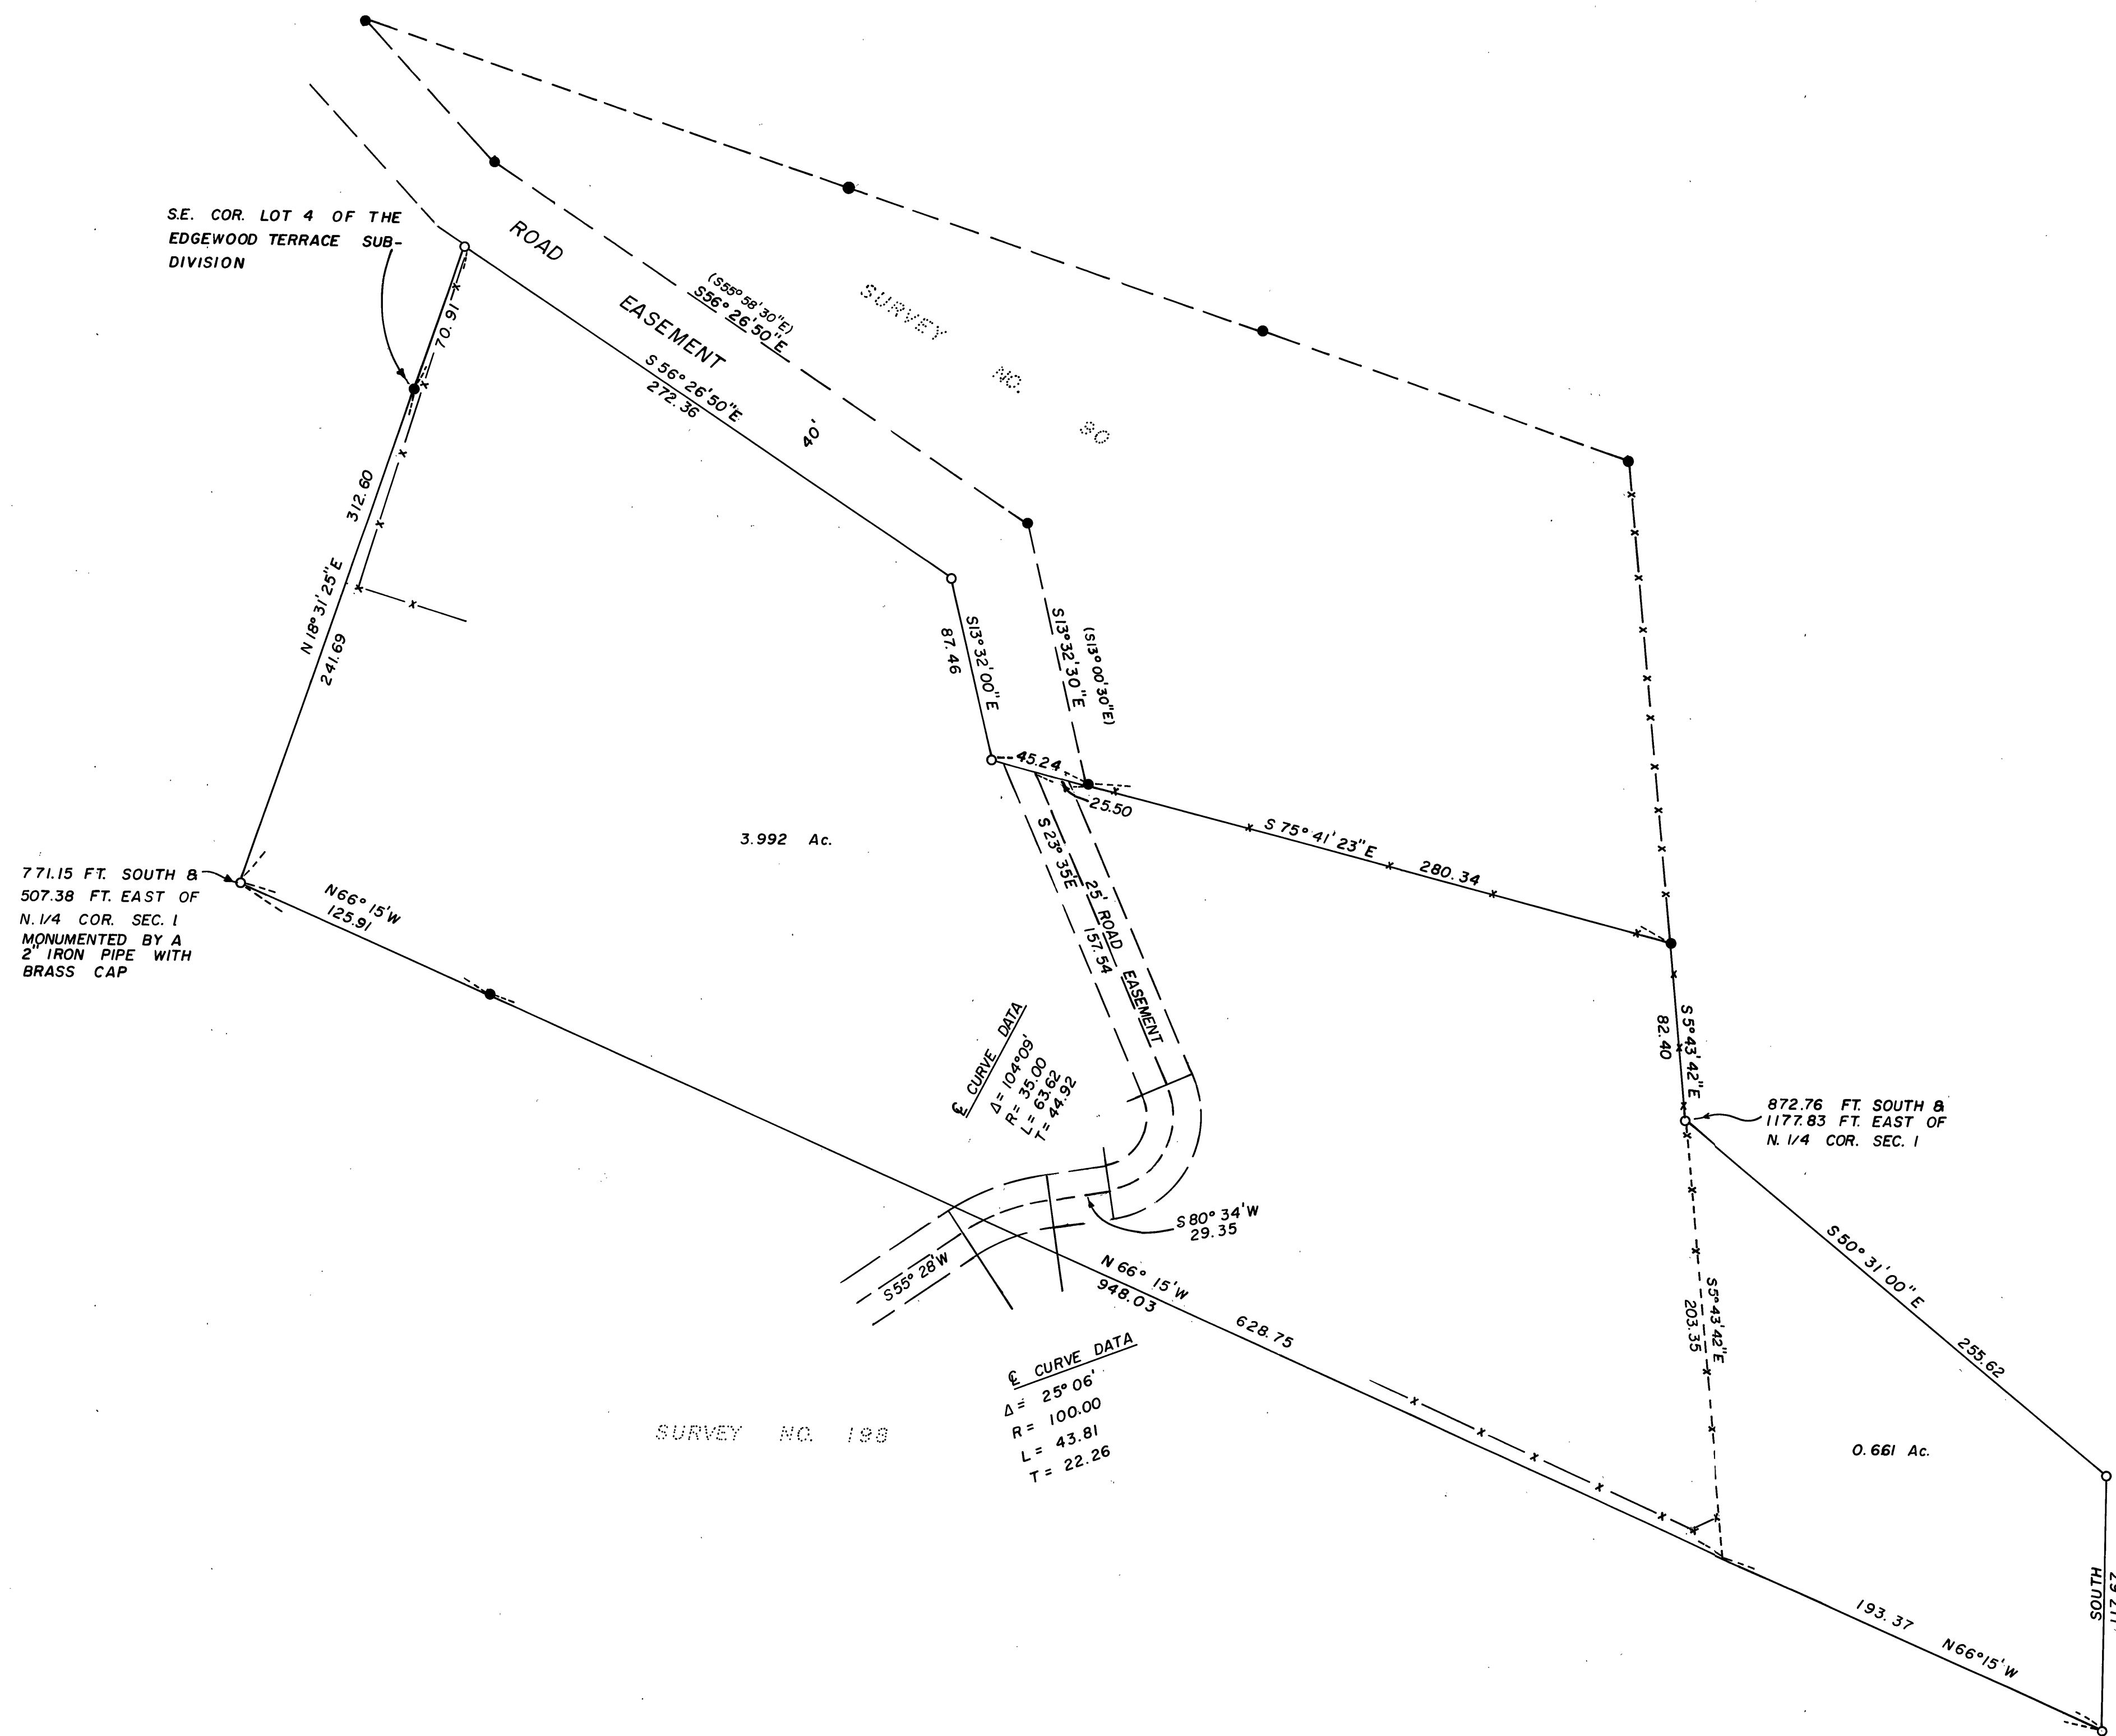 S.E. COR. LOT 4 OF THE
EDGEWOOD TERRACE SUB-
DIVISION
ROAD
EASEMENT
(S55°58'30"E)
S56°26'50"E
S 56°26'50"E
272.36
40'
SURVEY
NO.
70.91
312.60
N 18°31'25"E
241.69
S13°32'00"E
87.46
S13°32'30"E
(S13°00'30"E)
45.24
25.50
S 75°41'23"E
280.34
3.992 Ac.
771.15 FT. SOUTH &
507.38 FT. EAST OF
N. 1/4 COR. SEC. 1
MONUMENTED BY A
2" IRON PIPE WITH
BRASS CAP
N66°15'W
125.91
S 23°35'E
157.54
25' ROAD EASEMENT
℄ CURVE DATA
Δ= 104°09'
R= 35.00
L= 63.62
T= 44.92
S 5°43'42"E
82.40
872.76 FT. SOUTH &
1177.83 FT. EAST OF
N. 1/4 COR. SEC. 1
S 80°34'W
29.35
S55°28'W
N 66° 15'W
948.03
628.75
℄ CURVE DATA
Δ= 25°06'
R= 100.00
L= 43.81
T= 22.26
S5°43'42"E
203.35
S 50°31'00"E
255.62
0.661 Ac.
SURVEY NO. 198
SOUTH
193.37
N66°15'W